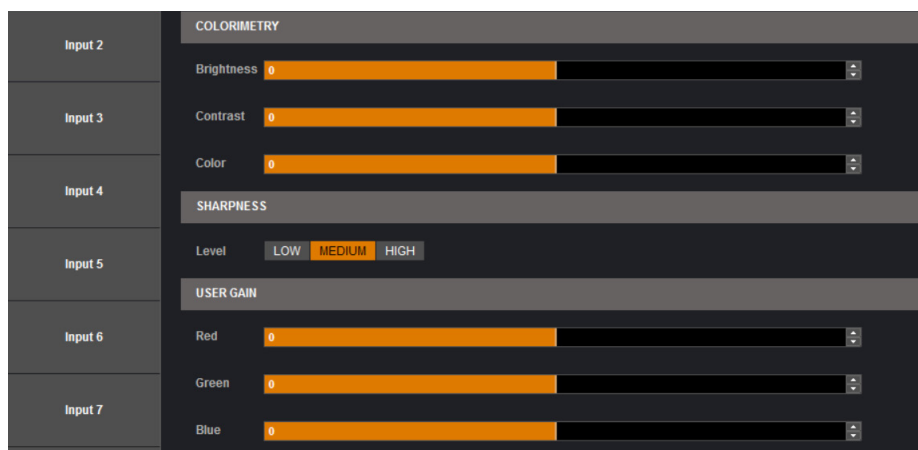 Input 2
Input 3
Input 4
Input 5
Input 6
Input 7
COLORIMETRY
Brightness 0
Contrast 0
Color 0
SHARPNESS
Level LOW MEDIUM HIGH
USER GAIN
Red 0
Green 0
Blue 0